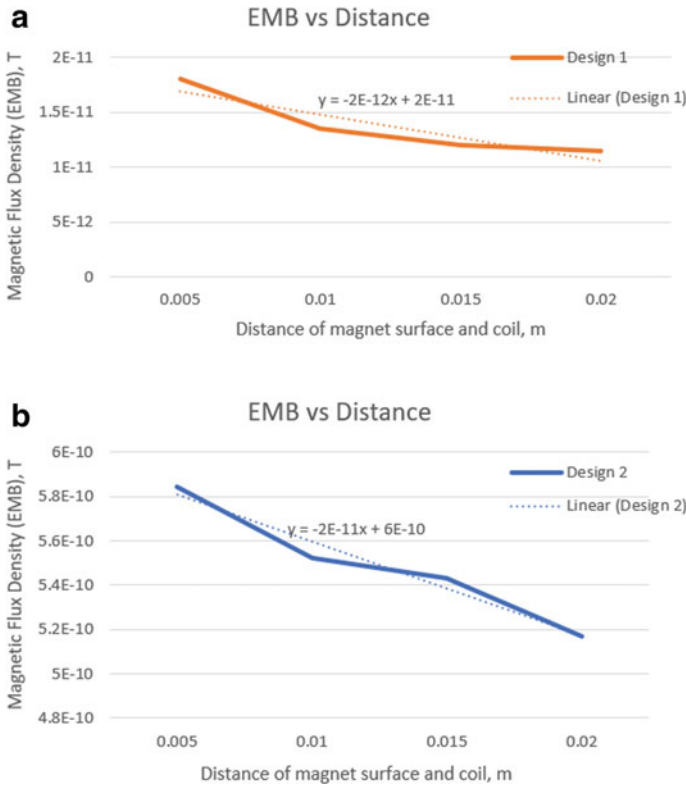 a
EMB vs Distance
Magnetic Flux Density (EMB), T
2E-11
1.5E-11
1E-11
5E-12
0
Design 1
Linear (Design 1)
y = -2E-12x + 2E-11
0.005 0.01 0.015 0.02
Distance of magnet surface and coil, m
b
EMB vs Distance
Magnetic Flux Density (EMB), T
6E-10
5.8E-10
5.6E-10
5.4E-10
5.2E-10
5E-10
4.8E-10
Design 2
Linear (Design 2)
y = -2E-11x + 6E-10
0.005 0.01 0.015 0.02
Distance of magnet surface and coil, m